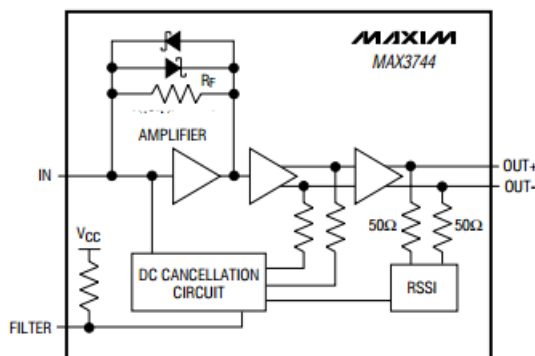 MAXIM
MAX3744
RF
AMPLIFIER
IN
OUT+
OUT-
VCC
50Ω
50Ω
DC CANCELLATION
CIRCUIT
RSSI
FILTER